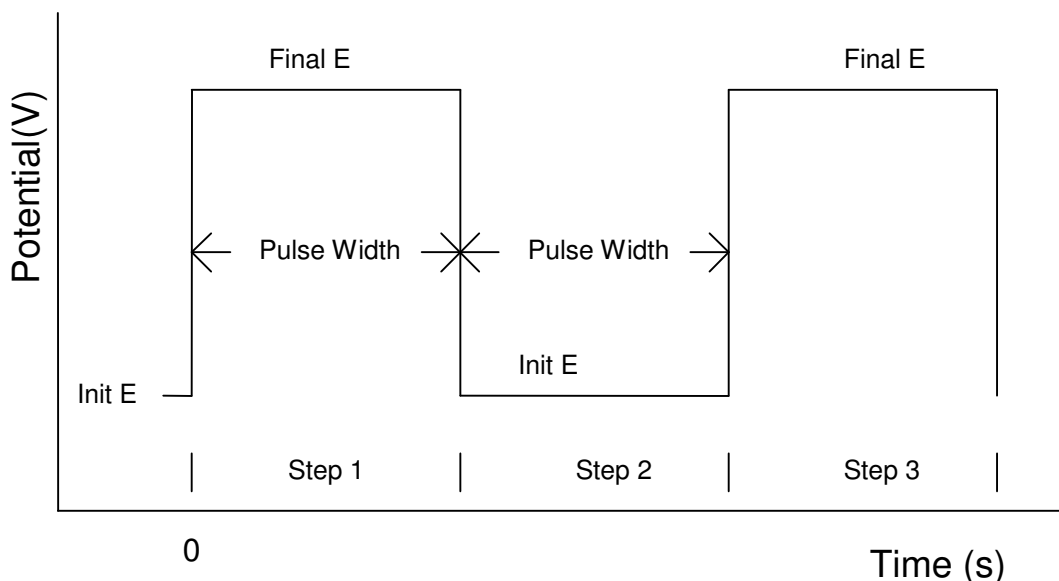 Final E
Final E
Potential(V)
Pulse Width
Pulse Width
Init E
Init E
Step 1
Step 2
Step 3
0
Time (s)